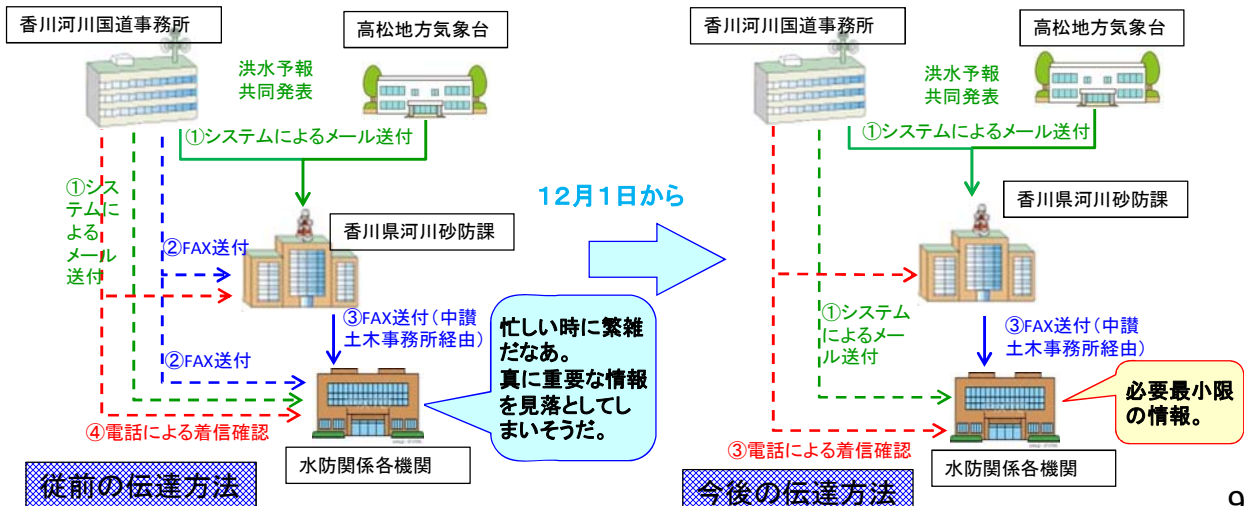 香川河川国道事務所
高松地方気象台
洪水予報
共同発表
①システムによるメール送付
①シス
テムに
よる
メール
送付
②FAX送付
香川県河川砂防課
③FAX送付(中讃
土木事務所経由)
②FAX送付
忙しい時に繁雑
だなあ。
真に重要な情報
を見落としてし
まいそうだ。
④電話による着信確認
水防関係各機関
従前の伝達方法
12月1日から
香川河川国道事務所
高松地方気象台
洪水予報
共同発表
①システムによるメール送付
香川県河川砂防課
①システム
によるメー
ル送付
③FAX送付(中讃
土木事務所経由)
必要最小限
の情報。
③電話による着信確認
水防関係各機関
今後の伝達方法
9